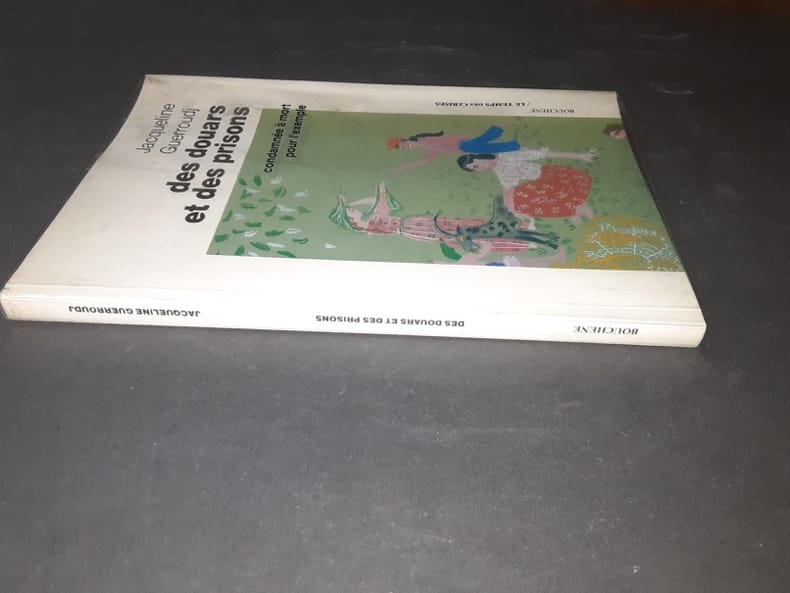 Jacqueline
Guerroudj
des douars
et des prisons
condamnée à mort
pour l'exemple
BOUCHENE
/ LE TEMPS DES CERISES
JACQUELINE GUERROUDJ
DES DOUARS ET DES PRISONS
BOUCHENE